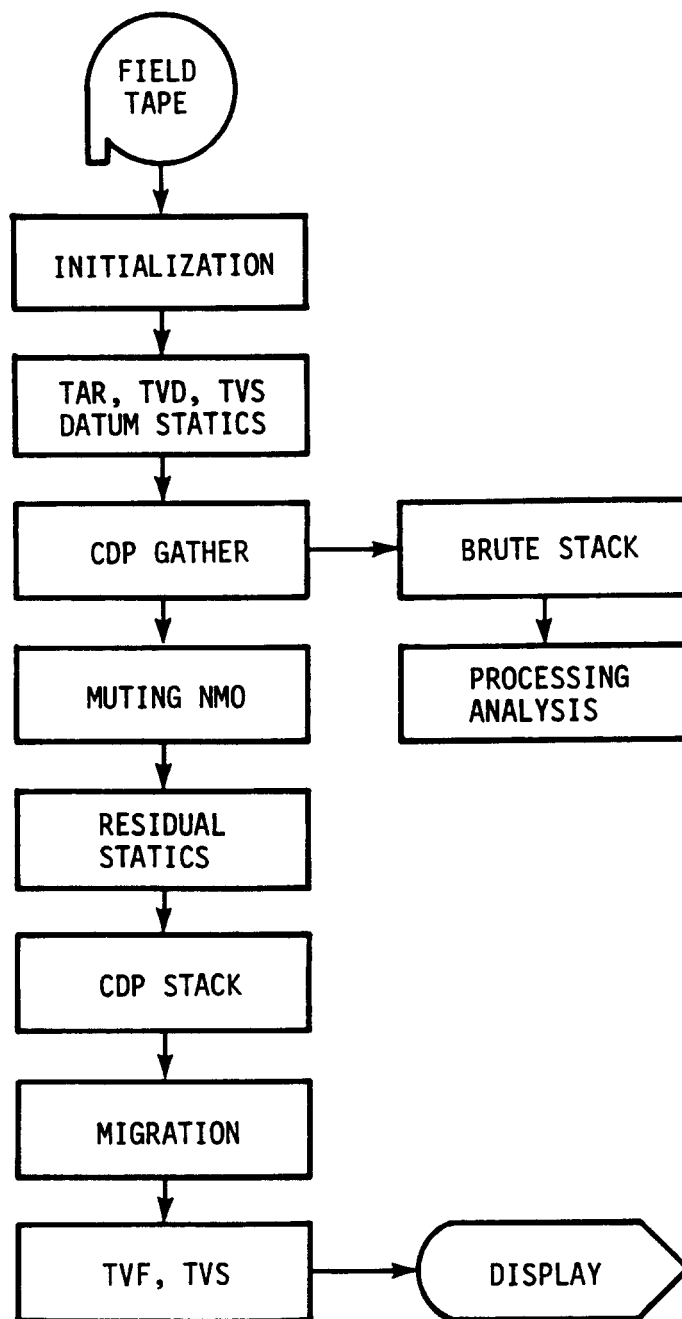 FIELD
TAPE
INITIALIZATION
TAR, TVD, TVS
DATUM STATICS
CDP GATHER
BRUTE STACK
MUTING NMO
PROCESSING
ANALYSIS
RESIDUAL
STATICS
CDP STACK
MIGRATION
TVF, TVS
DISPLAY